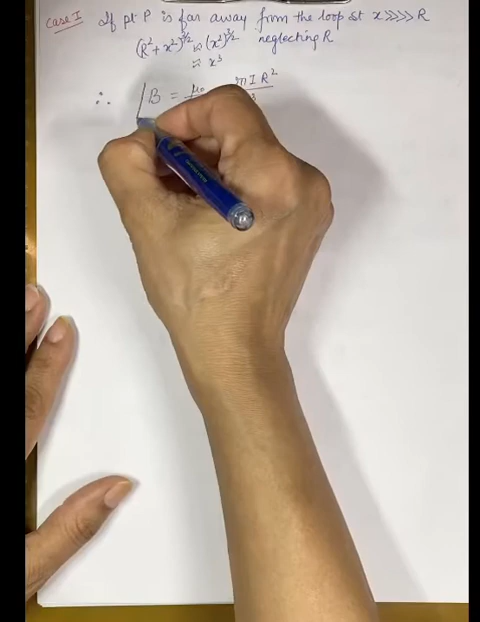 Case I If pt P is far away from the loop st x >>>> R
(R² + x²)^3/2 ≈ (x²)^3/2 neglecting R
≈ x³
∴ B = μ₀ I R²